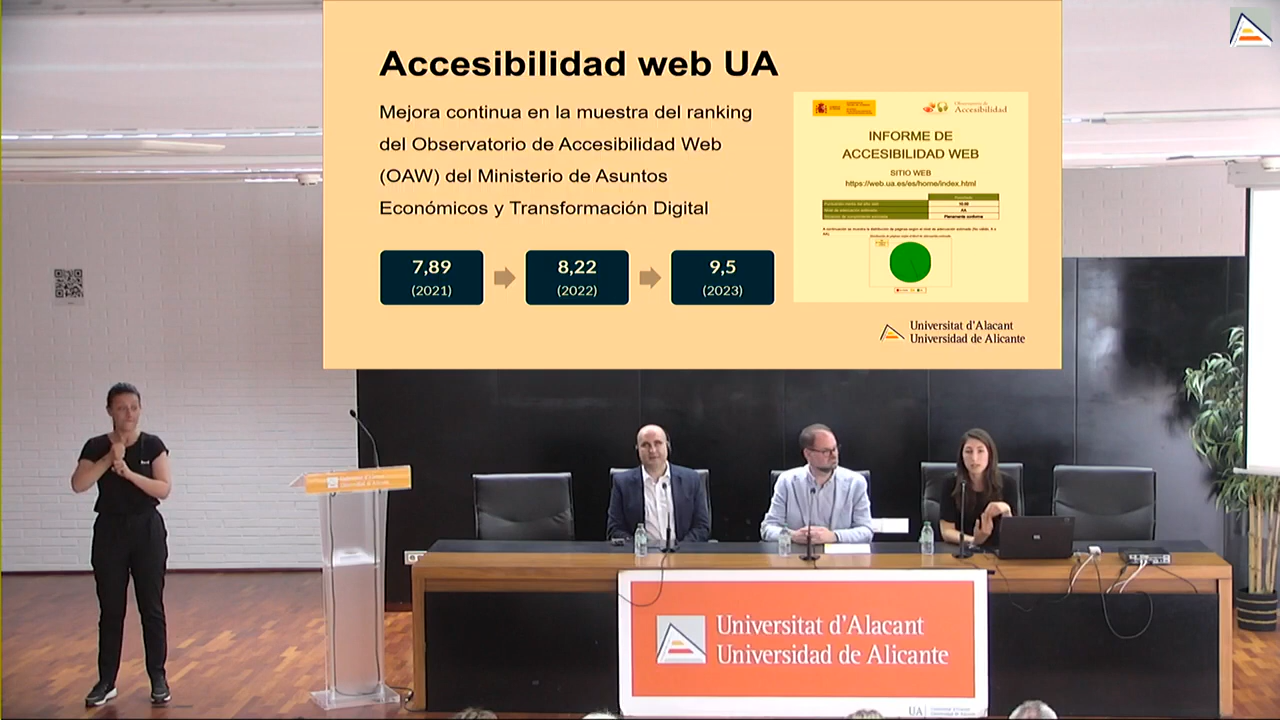 Accesibilidad web UA
Mejora continua en la muestra del ranking
del Observatorio de Accesibilidad Web
(OAW) del Ministerio de Asuntos
Económicos y Transformación Digital
7,89
(2021)
8,22
(2022)
9,5
(2023)
Accesibilidad
INFORME DE
ACCESIBILIDAD WEB
SITIO WEB
https://web.ua.es/es/home/index.html
Universitat d'Alacant
Universidad de Alicante
Universitat d'Alacant
Universidad de Alicante
UA